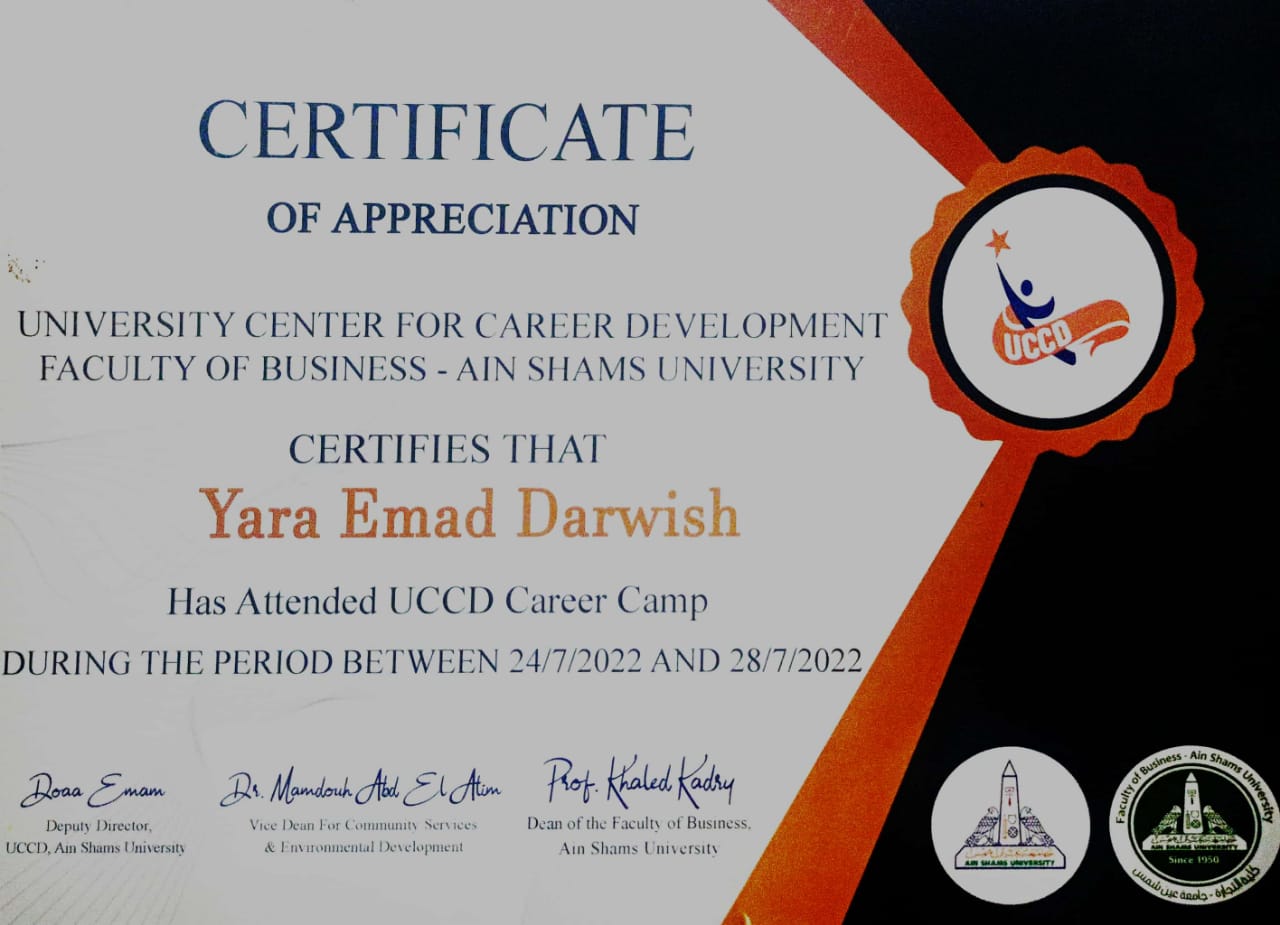 CERTIFICATE
OF APPRECIATION
UNIVERSITY CENTER FOR CAREER DEVELOPMENT
FACULTY OF BUSINESS - AIN SHAMS UNIVERSITY
CERTIFIES THAT
Yara Emad Darwish
Has Attended UCCD Career Camp
DURING THE PERIOD BETWEEN 24/7/2022 AND 28/7/2022
UCCD
Doaa Emam
Deputy Director,
UCCD, Ain Shams University
Dr. Mamdouh Abd El Alim
Vice Dean For Community Services
& Environmental Development
Prof. Khaled Kadry
Dean of the Faculty of Business,
Ain Shams University
AIN SHAMS UNIVERSITY
Faculty of Business - Ain Shams University
AIN SHAMS UNIVERSITY
Since 1950
كلية التجارة - جامعة عين شمس